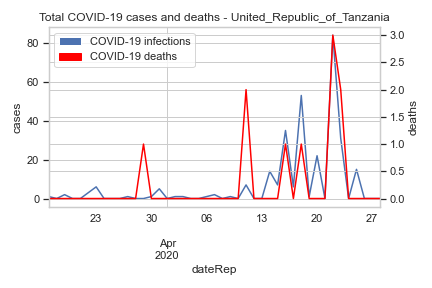 Total COVID-19 cases and deaths - United_Republic_of_Tanzania
COVID-19 infections
COVID-19 deaths
80
60
40
20
0
cases
3.0
2.5
2.0
1.5
1.0
0.5
0.0
deaths
23 30 06 13 20 27
Apr
2020
dateRep